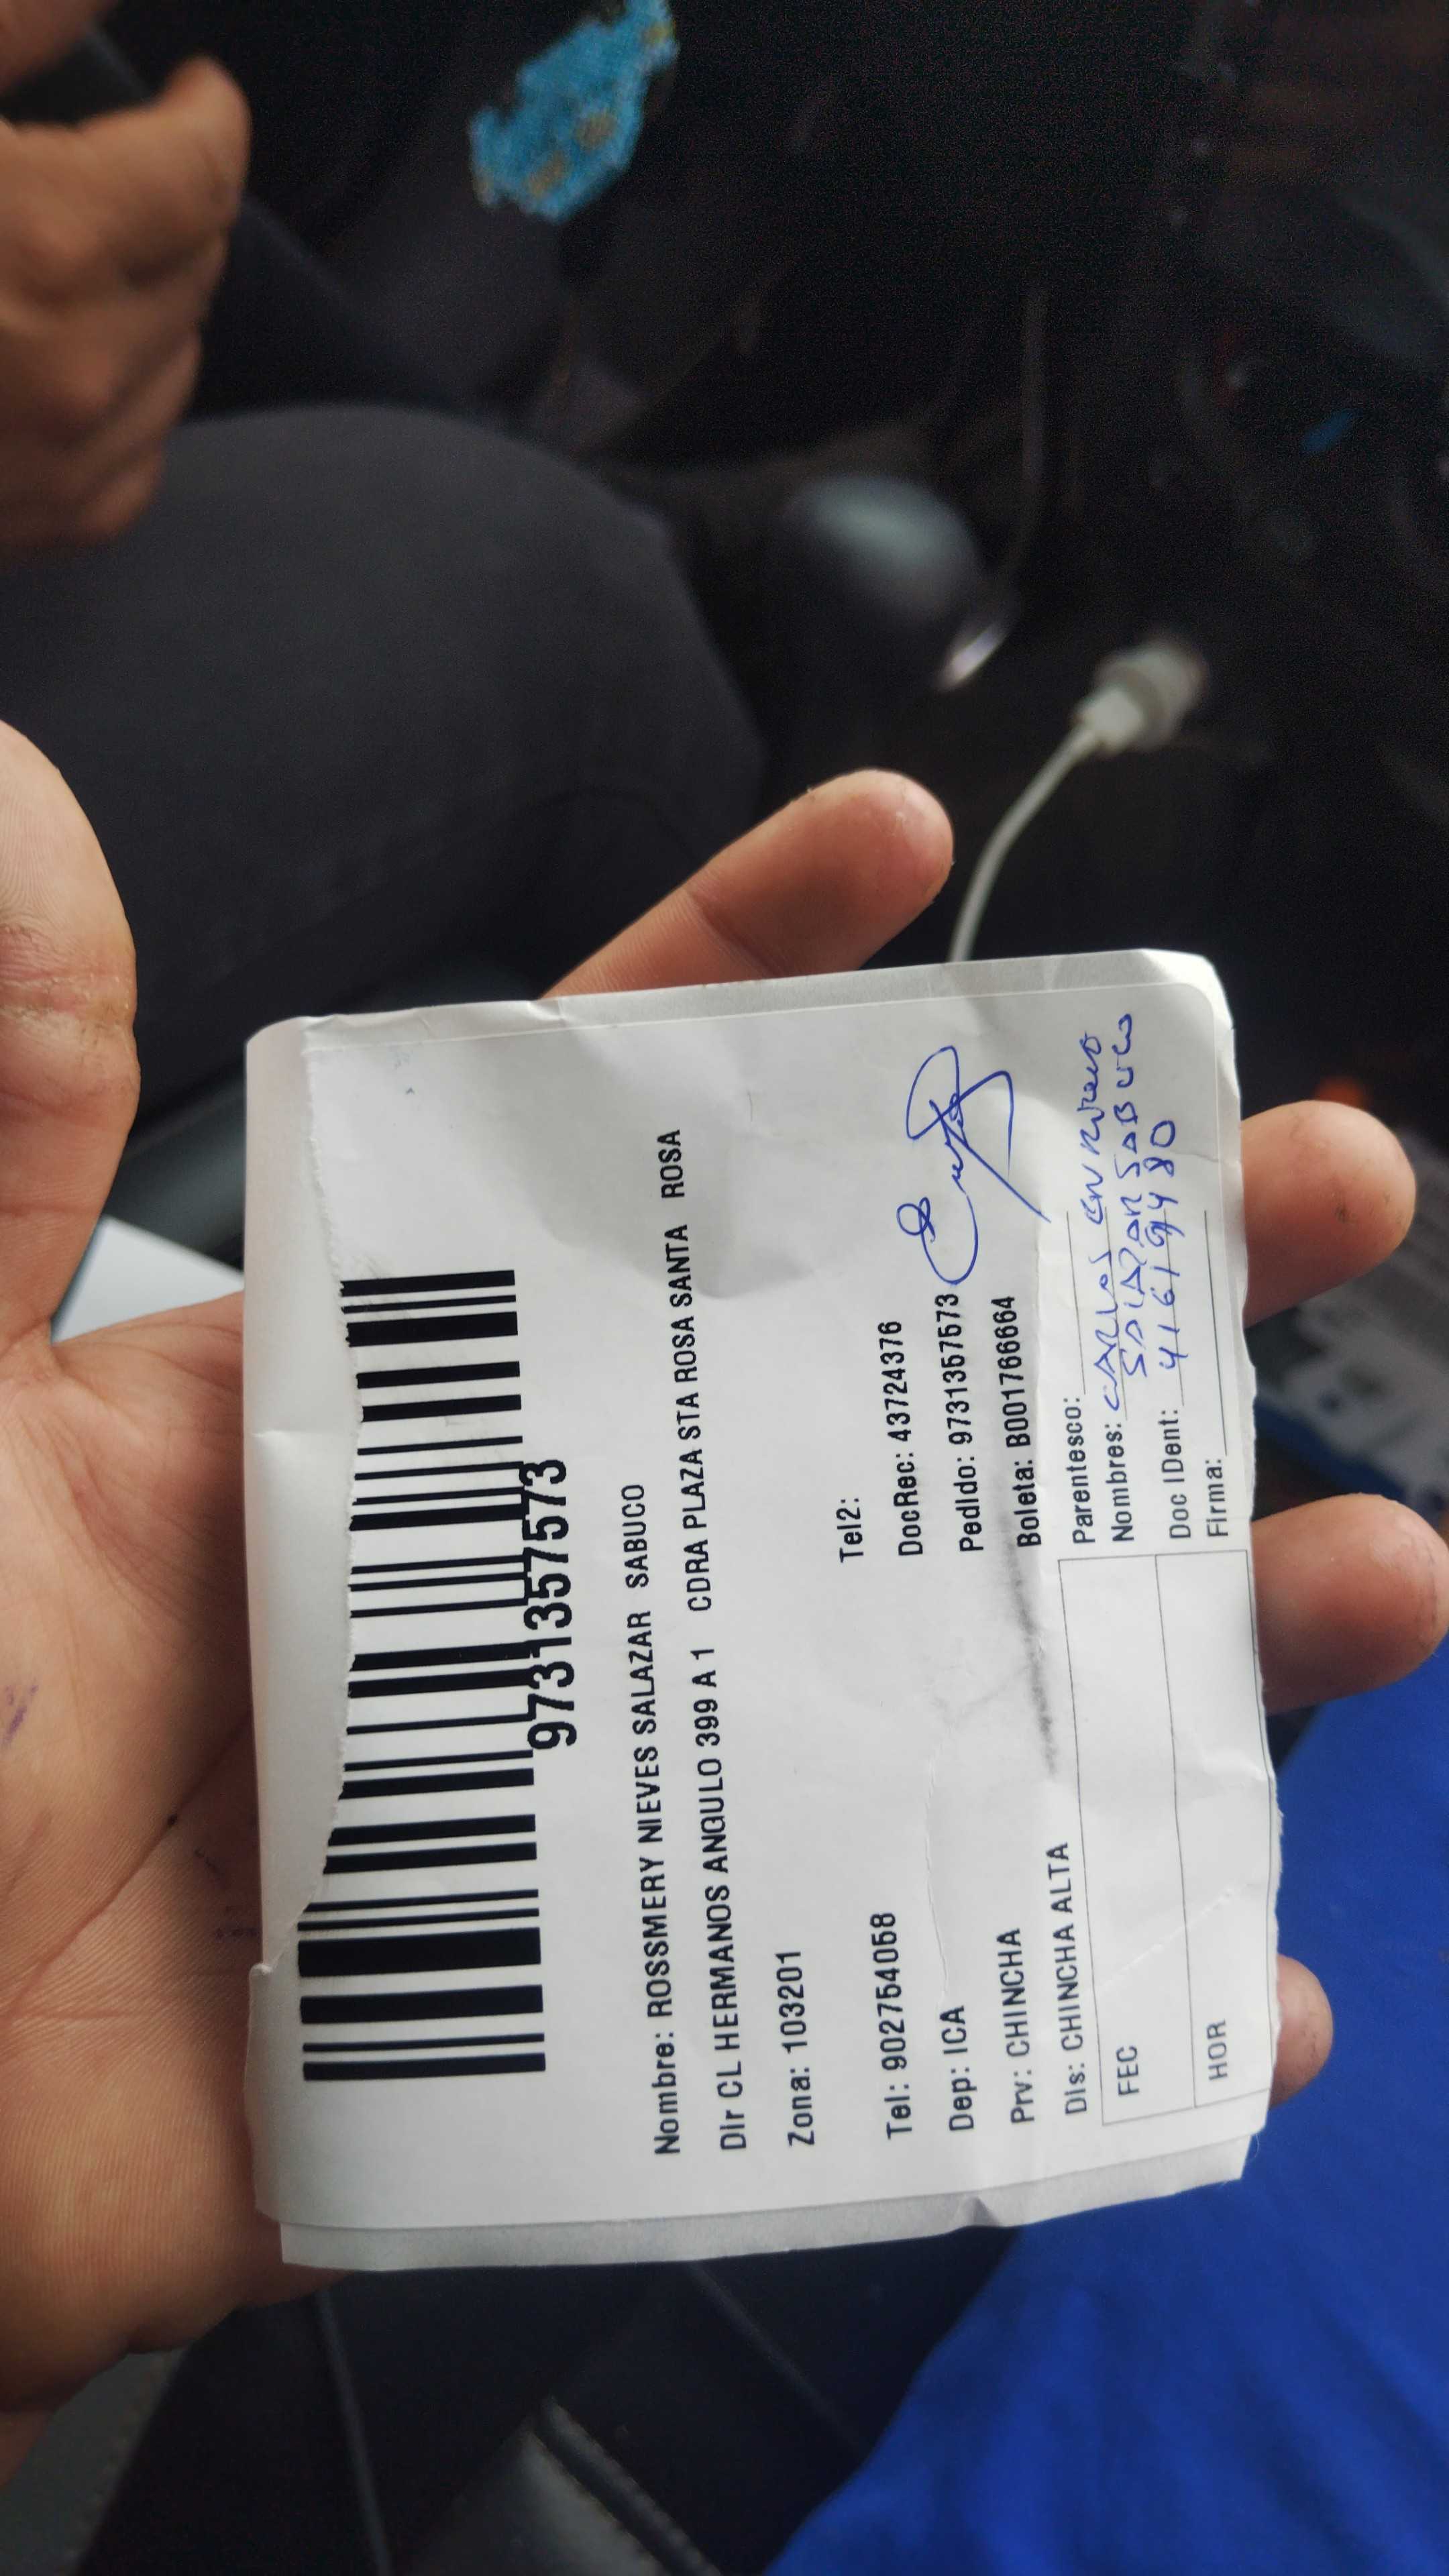 9731357573
Nombre: ROSSMERY NIEVES SALAZAR SABUCO
DIr CL HERMANOS ANGULO 399 A 1 CDRA PLAZA STA ROSA SANTA ROSA
Zona: 103201
Tel: 902754058 Tel2:
Dep: ICA DocRec: 43724376
Prv: CHINCHA PedIdo: 973135757573
DIs: CHINCHA ALTA Boleta: B001766664
FEC
HOR
Parentesco:
Nombres: CARLOS
SALAZAR SABUCO
Doc IDent: 41619480
Firma: